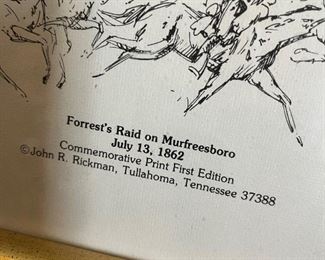 Forrest's Raid on Murfreesboro
July 13, 1862
Commemorative Print First Edition
©John R. Rickman, Tullahoma, Tennessee 37388